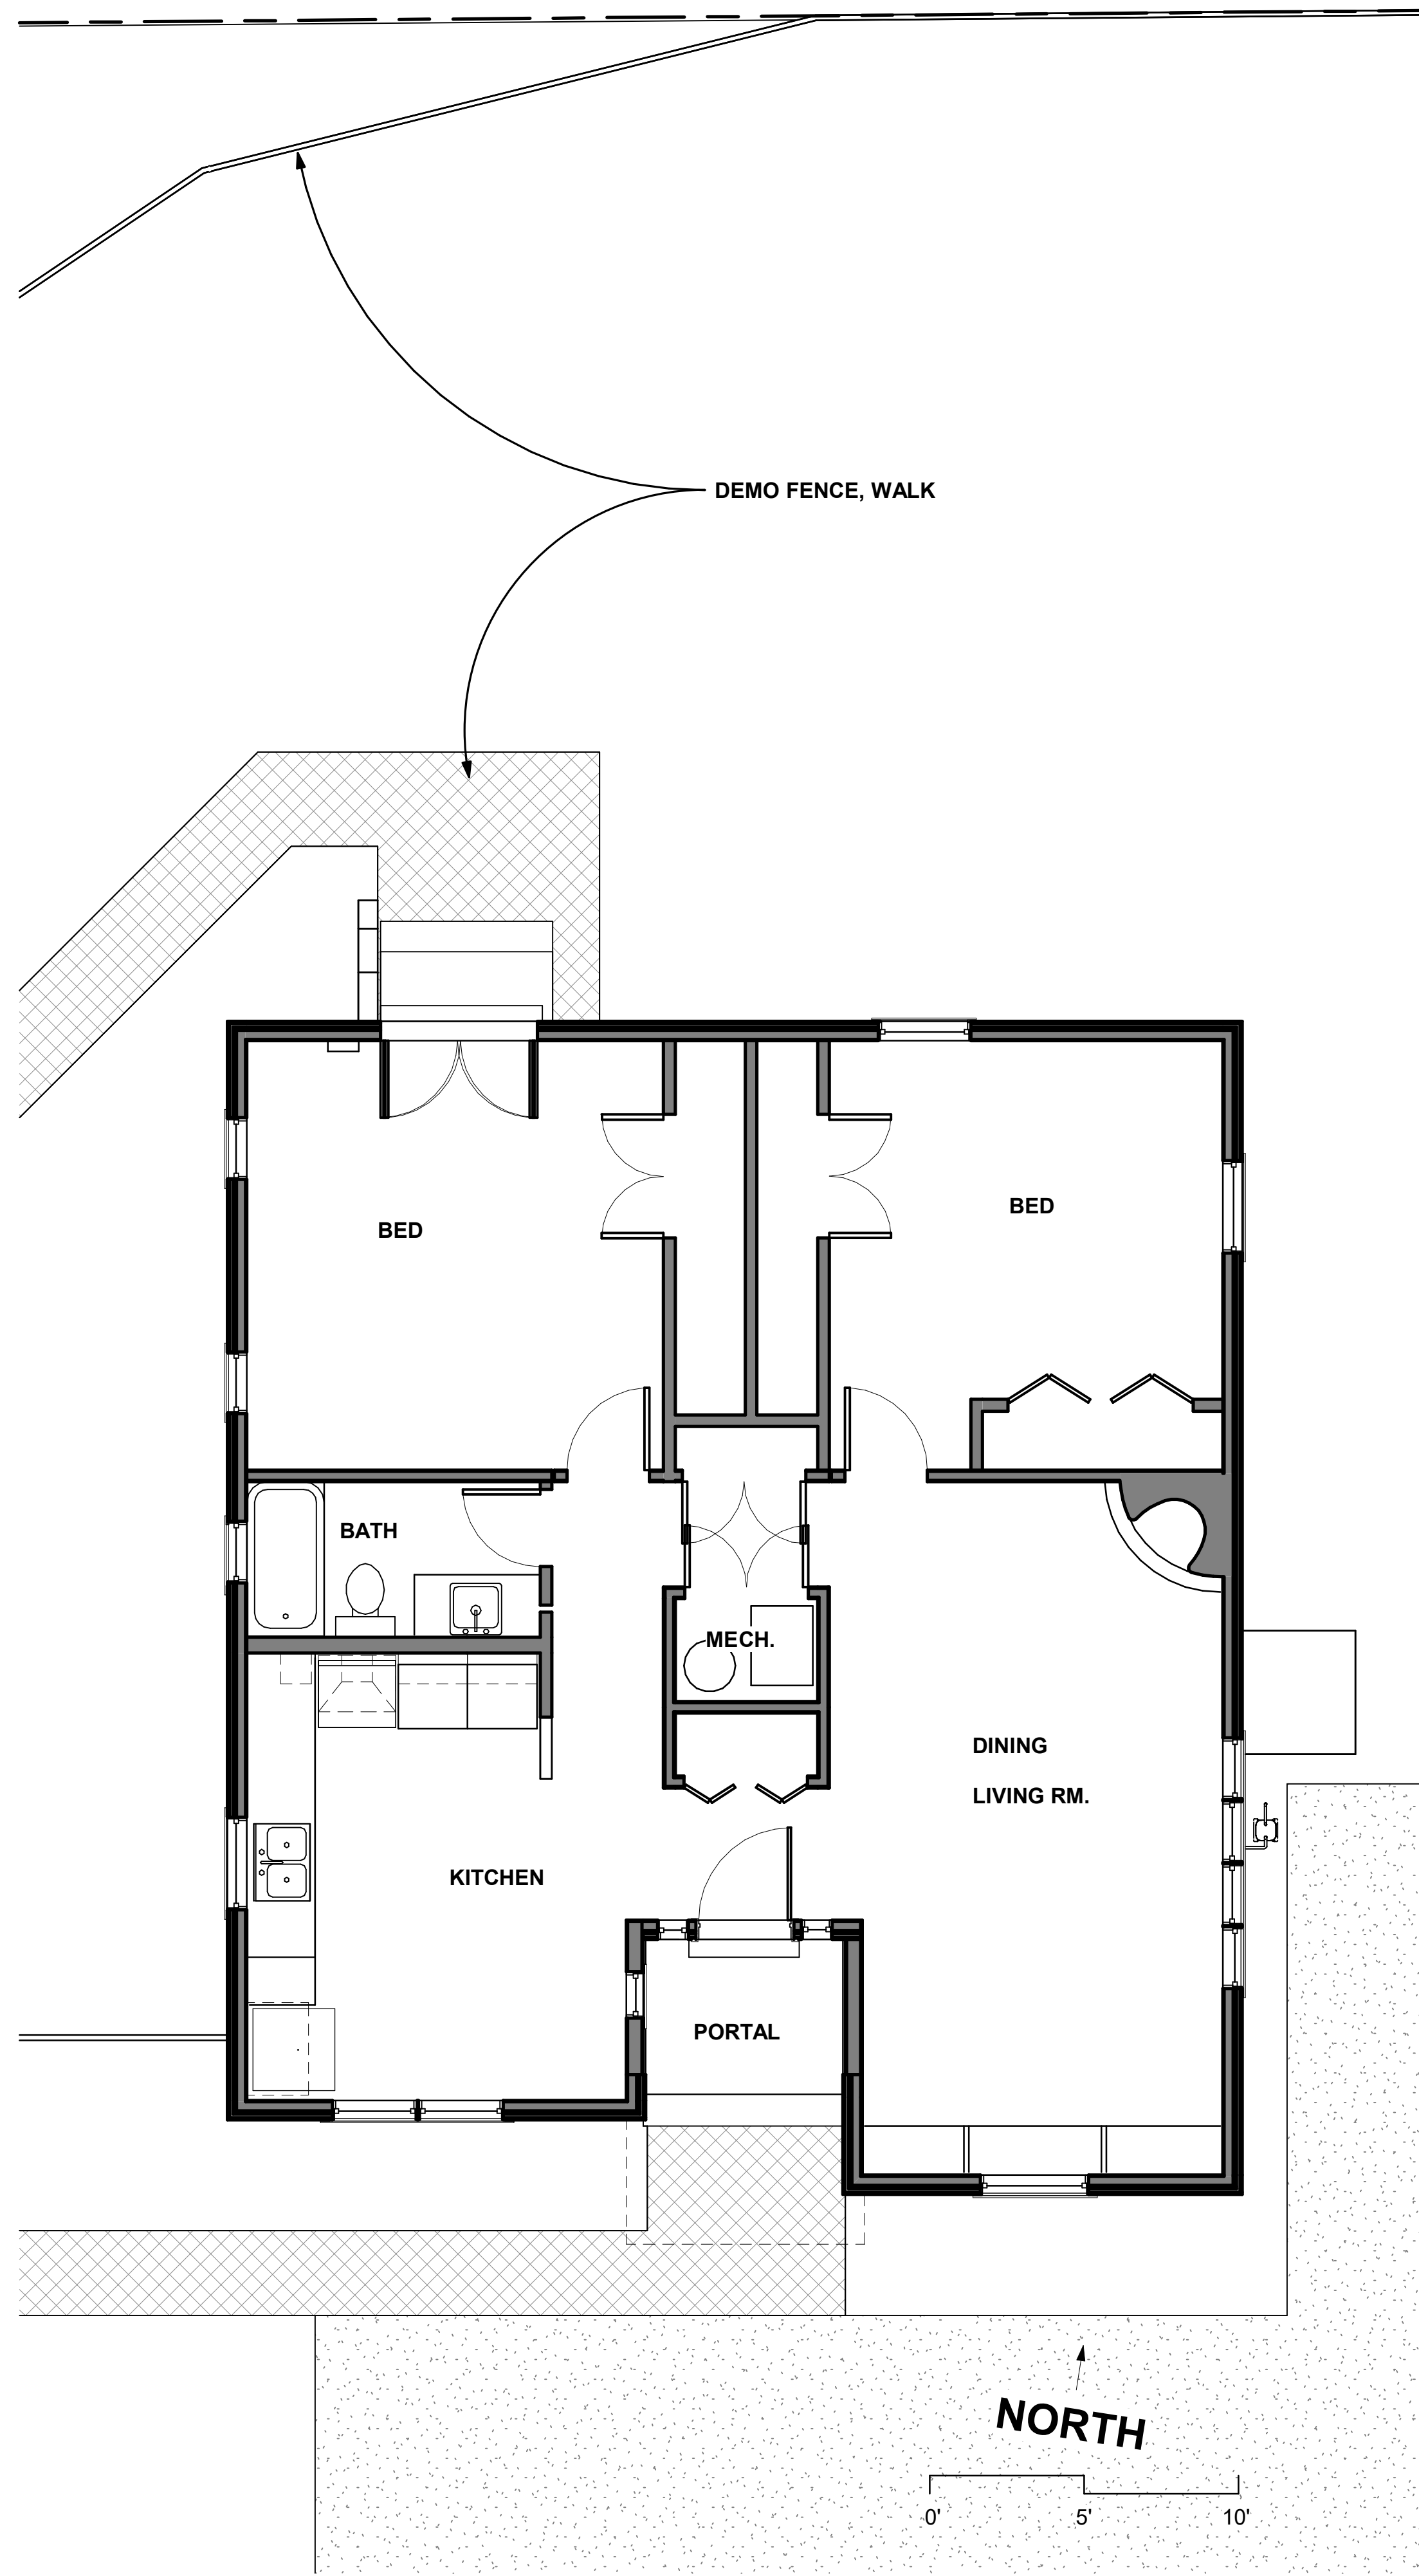 DEMO FENCE, WALK
BED
BED
BATH
MECH.
DINING
LIVING RM.
KITCHEN
PORTAL
NORTH
0' 5' 10'